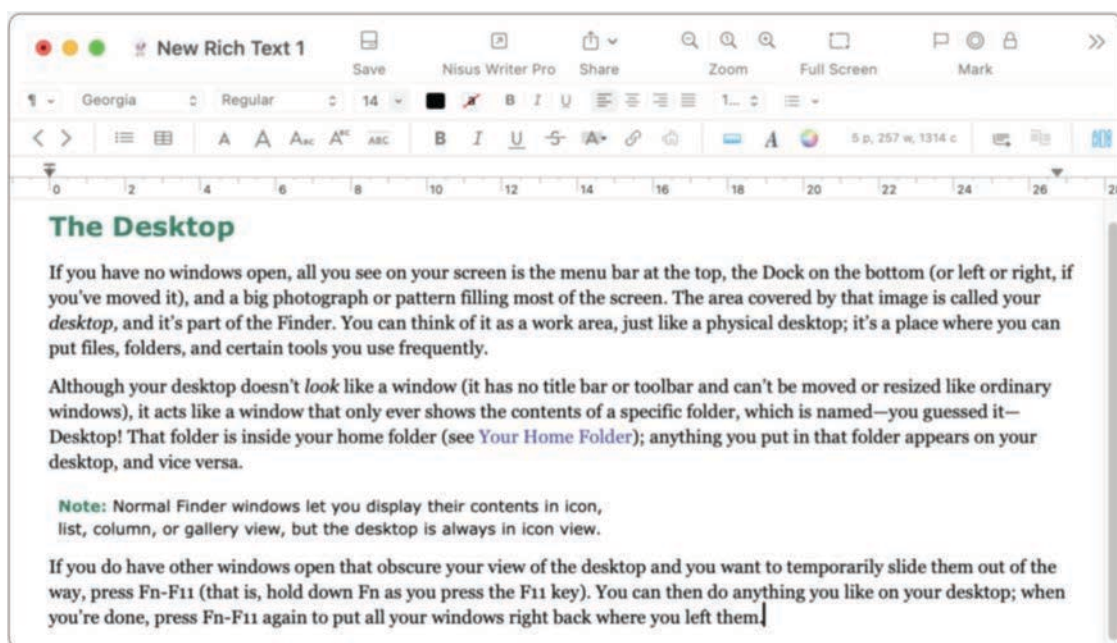 New Rich Text 1
Save
Nisus Writer Pro
Share
Zoom
Full Screen
Mark
Georgia
Regular
14
a
B I U
1...
A A Aʙᴄ Aᴮᶜ ABC
B I U S A
A
5 p, 257 w, 1314 c
0 2 4 6 8 10 12 14 16 18 20 22 24 26 28
The Desktop
If you have no windows open, all you see on your screen is the menu bar at the top, the Dock on the bottom (or left or right, if
you've moved it), and a big photograph or pattern filling most of the screen. The area covered by that image is called your
desktop, and it's part of the Finder. You can think of it as a work area, just like a physical desktop; it's a place where you can
put files, folders, and certain tools you use frequently.
Although your desktop doesn't look like a window (it has no title bar or toolbar and can't be moved or resized like ordinary
windows), it acts like a window that only ever shows the contents of a specific folder, which is named—you guessed it—
Desktop! That folder is inside your home folder (see Your Home Folder); anything you put in that folder appears on your
desktop, and vice versa.
Note: Normal Finder windows let you display their contents in icon,
list, column, or gallery view, but the desktop is always in icon view.
If you do have other windows open that obscure your view of the desktop and you want to temporarily slide them out of the
way, press Fn-F11 (that is, hold down Fn as you press the F11 key). You can then do anything you like on your desktop; when
you're done, press Fn-F11 again to put all your windows right back where you left them.